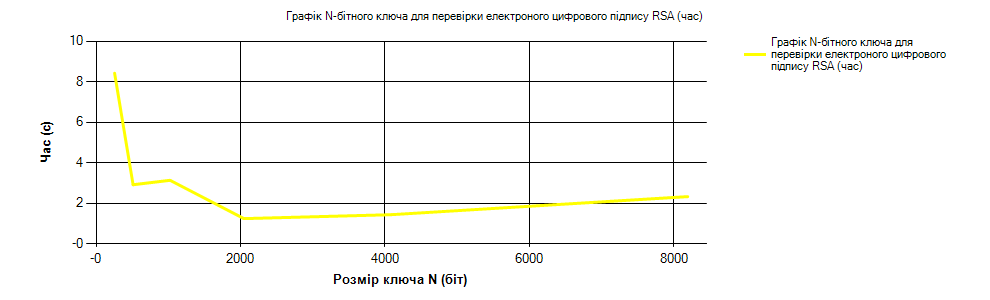 Графік N-бітного ключа для перевірки електроного цифрового підпису RSA (час)
Графік N-бітного ключа для
перевірки електроного цифрового
підпису RSA (час)
10
8
6
4
2
-0
Час (с)
-0
2000
4000
6000
8000
Розмір ключа N (біт)